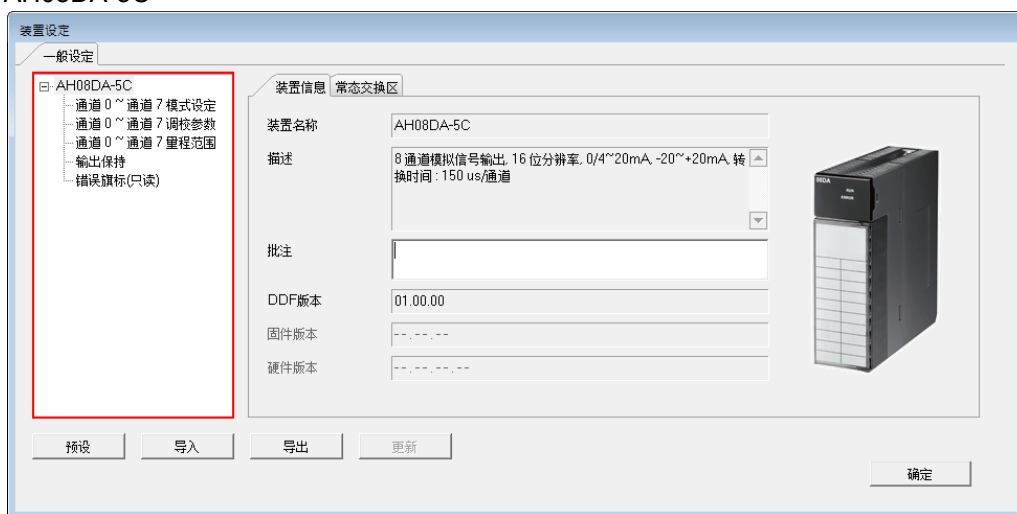 装置设定
一般设定
AH08DA-5C
通道 0 ~ 通道 7 模式设定
通道 0 ~ 通道 7 调校参数
通道 0 ~ 通道 7 量程范围
输出保持
错误旗标(只读)
装置信息 常态交换区
装置名称 AH08DA-5C
描述 8 通道模拟信号输出, 16 位分辨率, 0/4~20mA, -20~+20mA, 转
换时间 : 150 us/通道
批注
DDF版本 01.00.00
固件版本 --.--.--
硬件版本 --.--.--.--
08DA
RUN
ERROR
预设 导入 导出 更新
确定